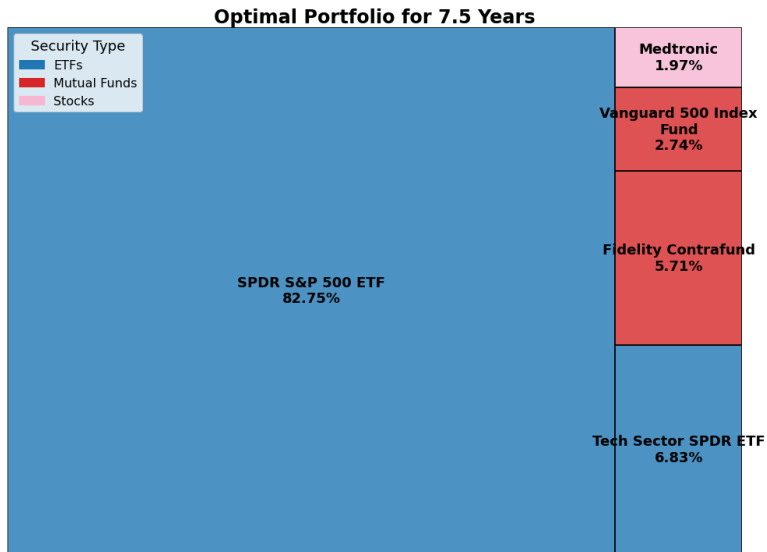 Optimal Portfolio for 7.5 Years
Security Type
ETFs
Mutual Funds
Stocks
SPDR S&P 500 ETF
82.75%
Medtronic
1.97%
Vanguard 500 Index
Fund
2.74%
Fidelity Contrafund
5.71%
Tech Sector SPDR ETF
6.83%